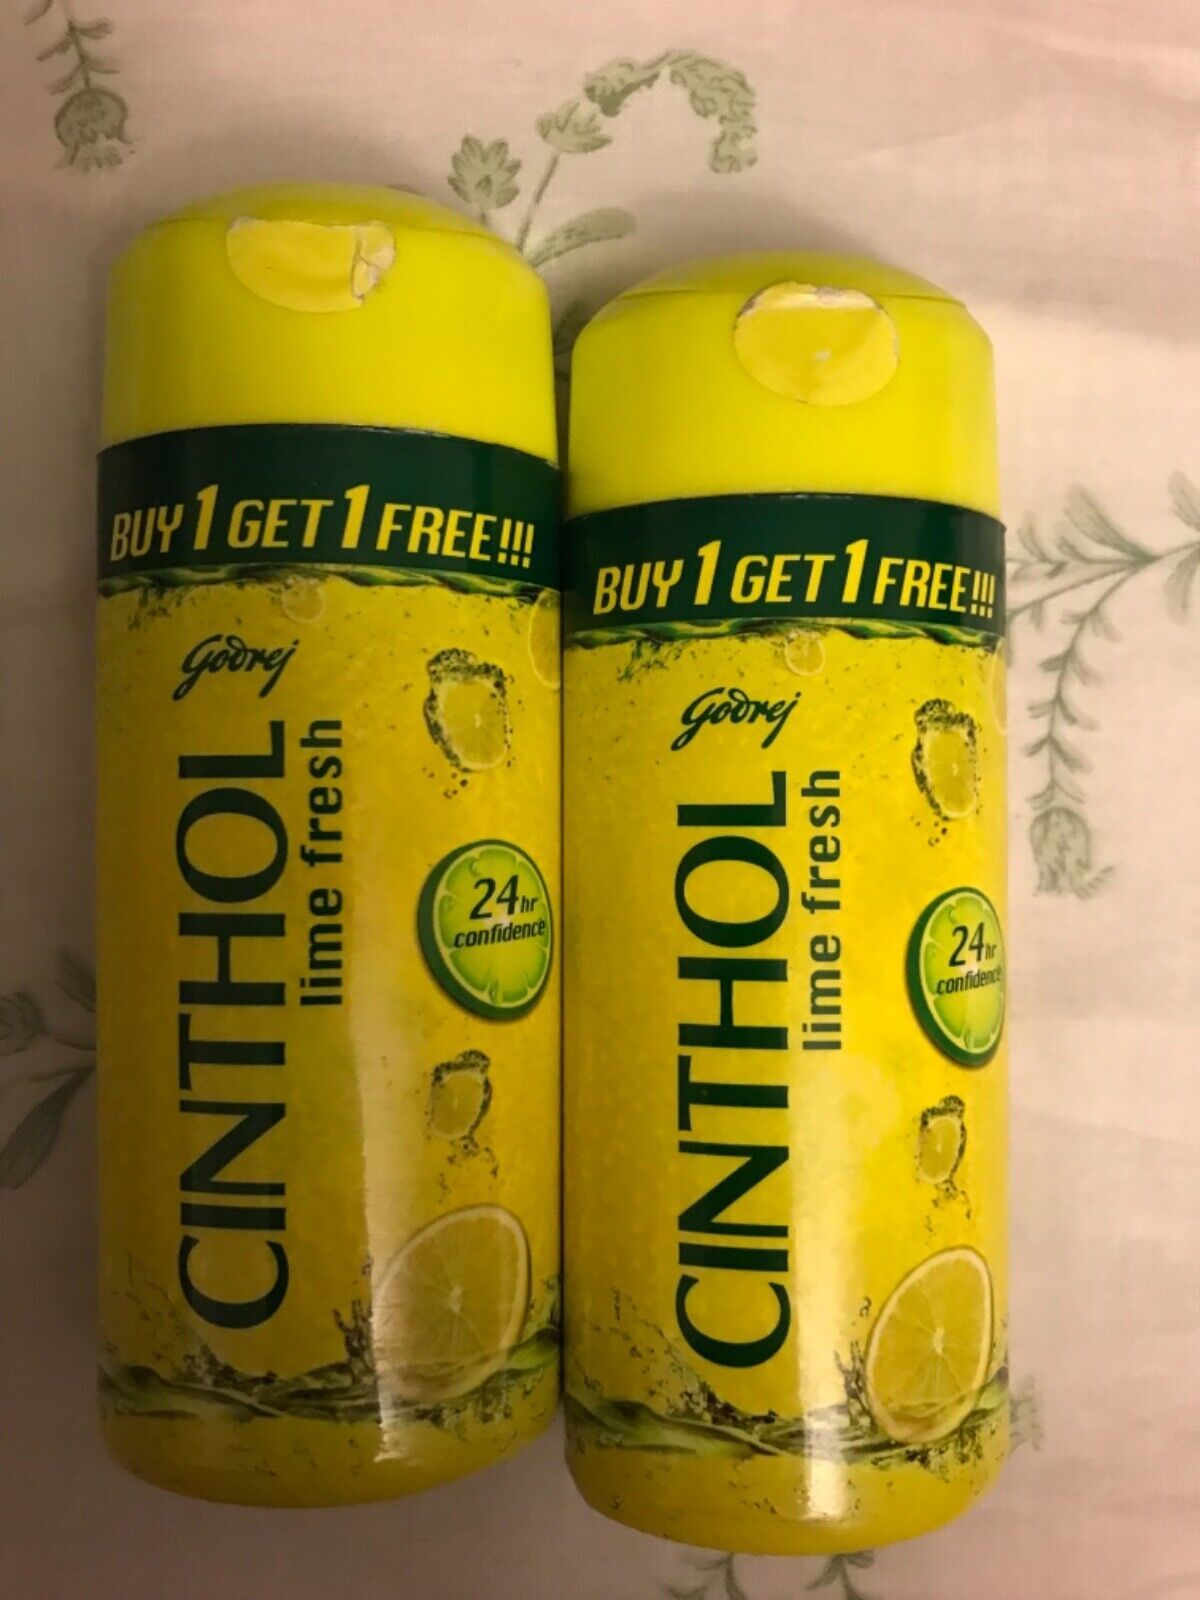 BUY 1 GET 1 FREE!!!
Godrej
CINTHOL
lime fresh
24hr
confidence
BUY 1 GET 1 FREE!!!
Godrej
CINTHOL
lime fresh
24hr
confidence